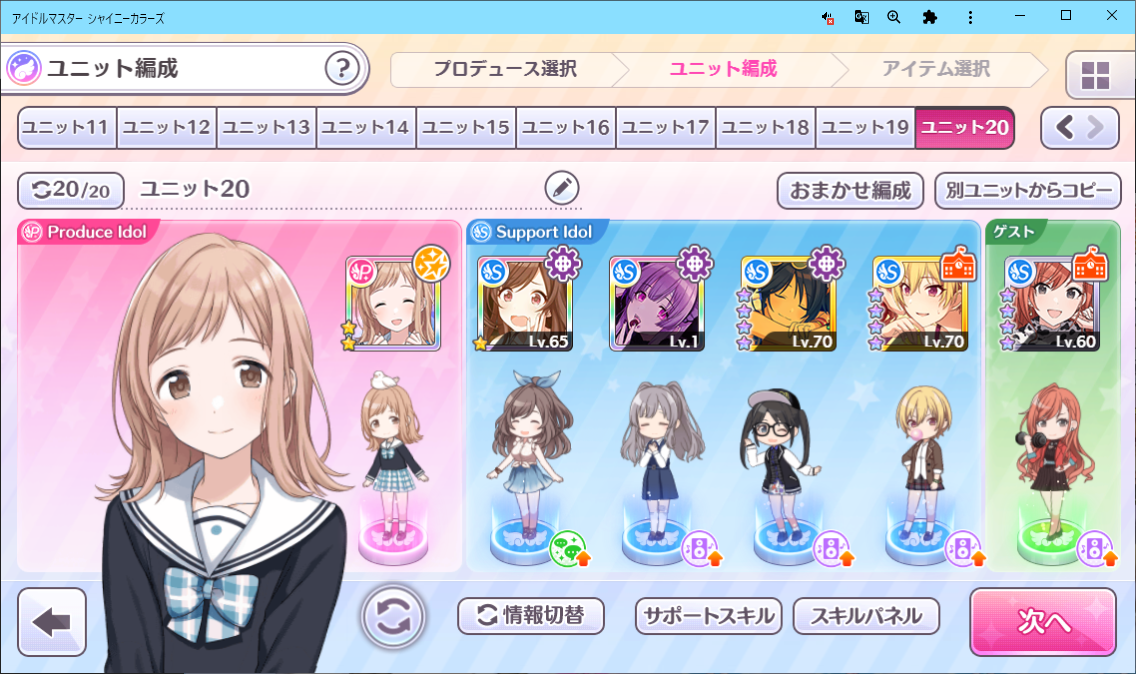 アイドルマスター シャイニーカラーズ
ユニット編成
?
プロデュース選択
ユニット編成
アイテム選択
ユニット11
ユニット12
ユニット13
ユニット14
ユニット15
ユニット16
ユニット17
ユニット18
ユニット19
ユニット20
20/20
ユニット20
おまかせ編成
別ユニットからコピー
P Produce Idol
S Support Idol
ゲスト
P
S
S
S
S
S
Lv.65
Lv.1
Lv.70
Lv.70
Lv.60
情報切替
サポートスキル
スキルパネル
次へ